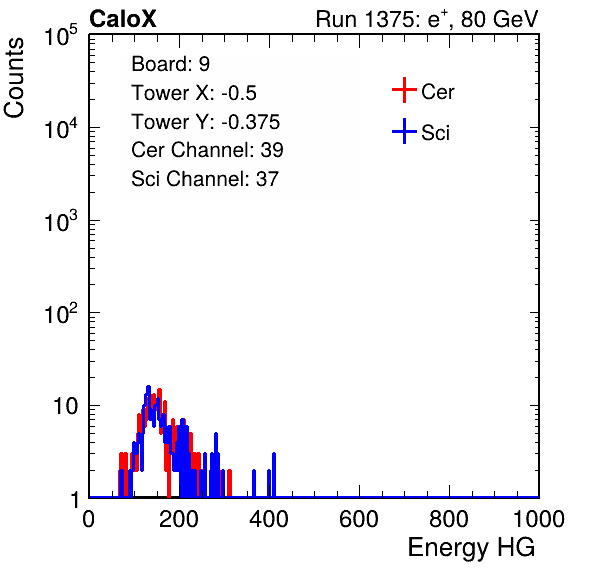 CaloX Run 1375: e⁺, 80 GeV
Counts
Board: 9
Tower X: -0.5
Tower Y: -0.375
Cer Channel: 39
Sci Channel: 37
Cer
Sci
10⁵
10⁴
10³
10²
10
1
0 200 400 600 800 1000
Energy HG